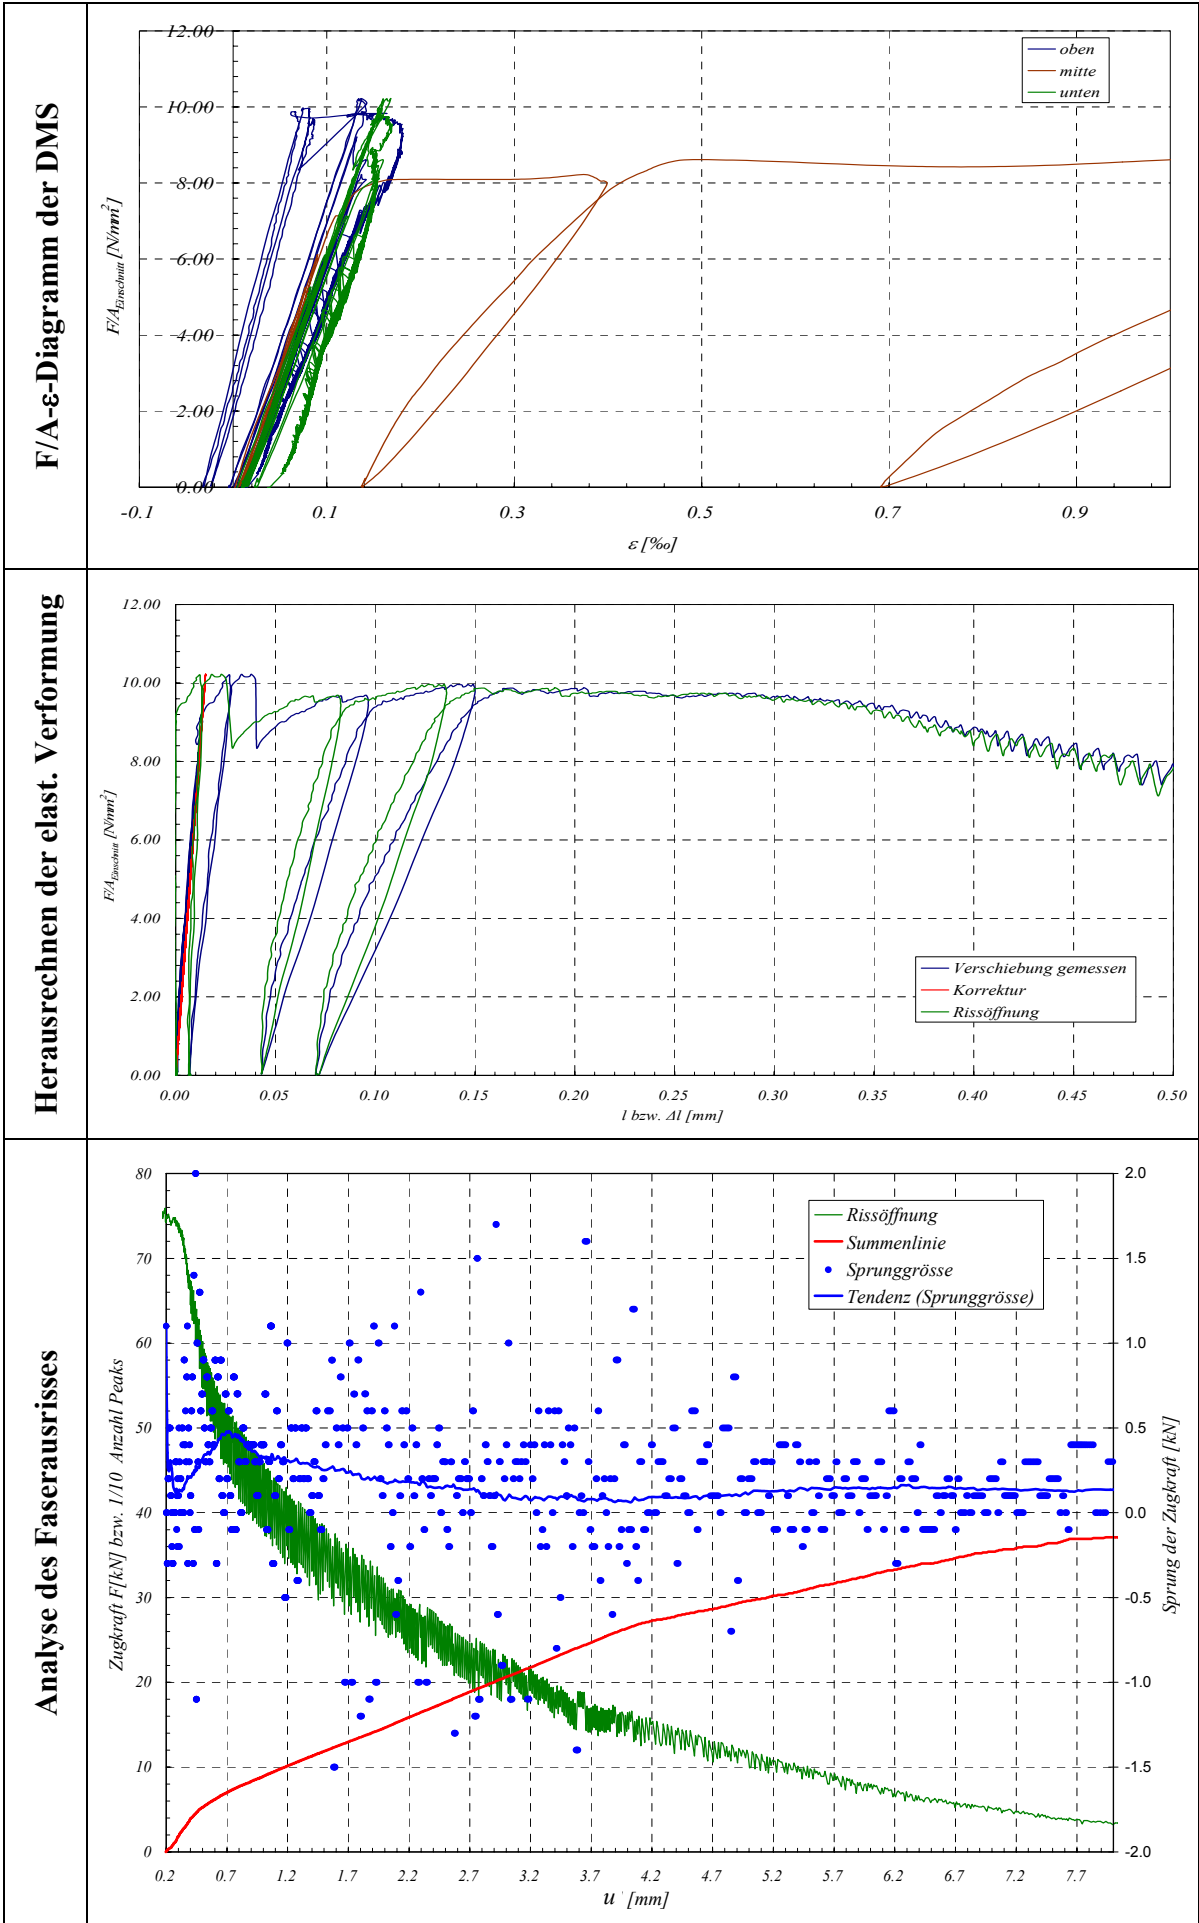 F/A-ε-Diagramm der DMS
12.00
10.00
8.00
6.00
4.00
2.00
0.00
F/A_Einschnitt [N/mm²]
-0.1 0.1 0.3 0.5 0.7 0.9
ε [‰]
oben
mitte
unten
Herausrechnen der elast. Verformung
12.00
10.00
8.00
6.00
4.00
2.00
0.00
F/A_Einschnitt [N/mm²]
0.00 0.05 0.10 0.15 0.20 0.25 0.30 0.35 0.40 0.45 0.50
l bzw. Δl [mm]
Verschiebung gemessen
Korrektur
Rissöffnung
Analyse des Faserausrisses
80
70
60
50
40
30
20
10
0
Zugkraft F[kN] bzw. 1/10 Anzahl Peaks
Rissöffnung
Summenlinie
Sprunggrösse
Tendenz (Sprunggrösse)
2.0
1.5
1.0
0.5
0.0
-0.5
-1.0
-1.5
-2.0
Sprung der Zugkraft [kN]
0.2 0.7 1.2 1.7 2.2 2.7 3.2 3.7 4.2 4.7 5.2 5.7 6.2 6.7 7.2 7.7
u [mm]